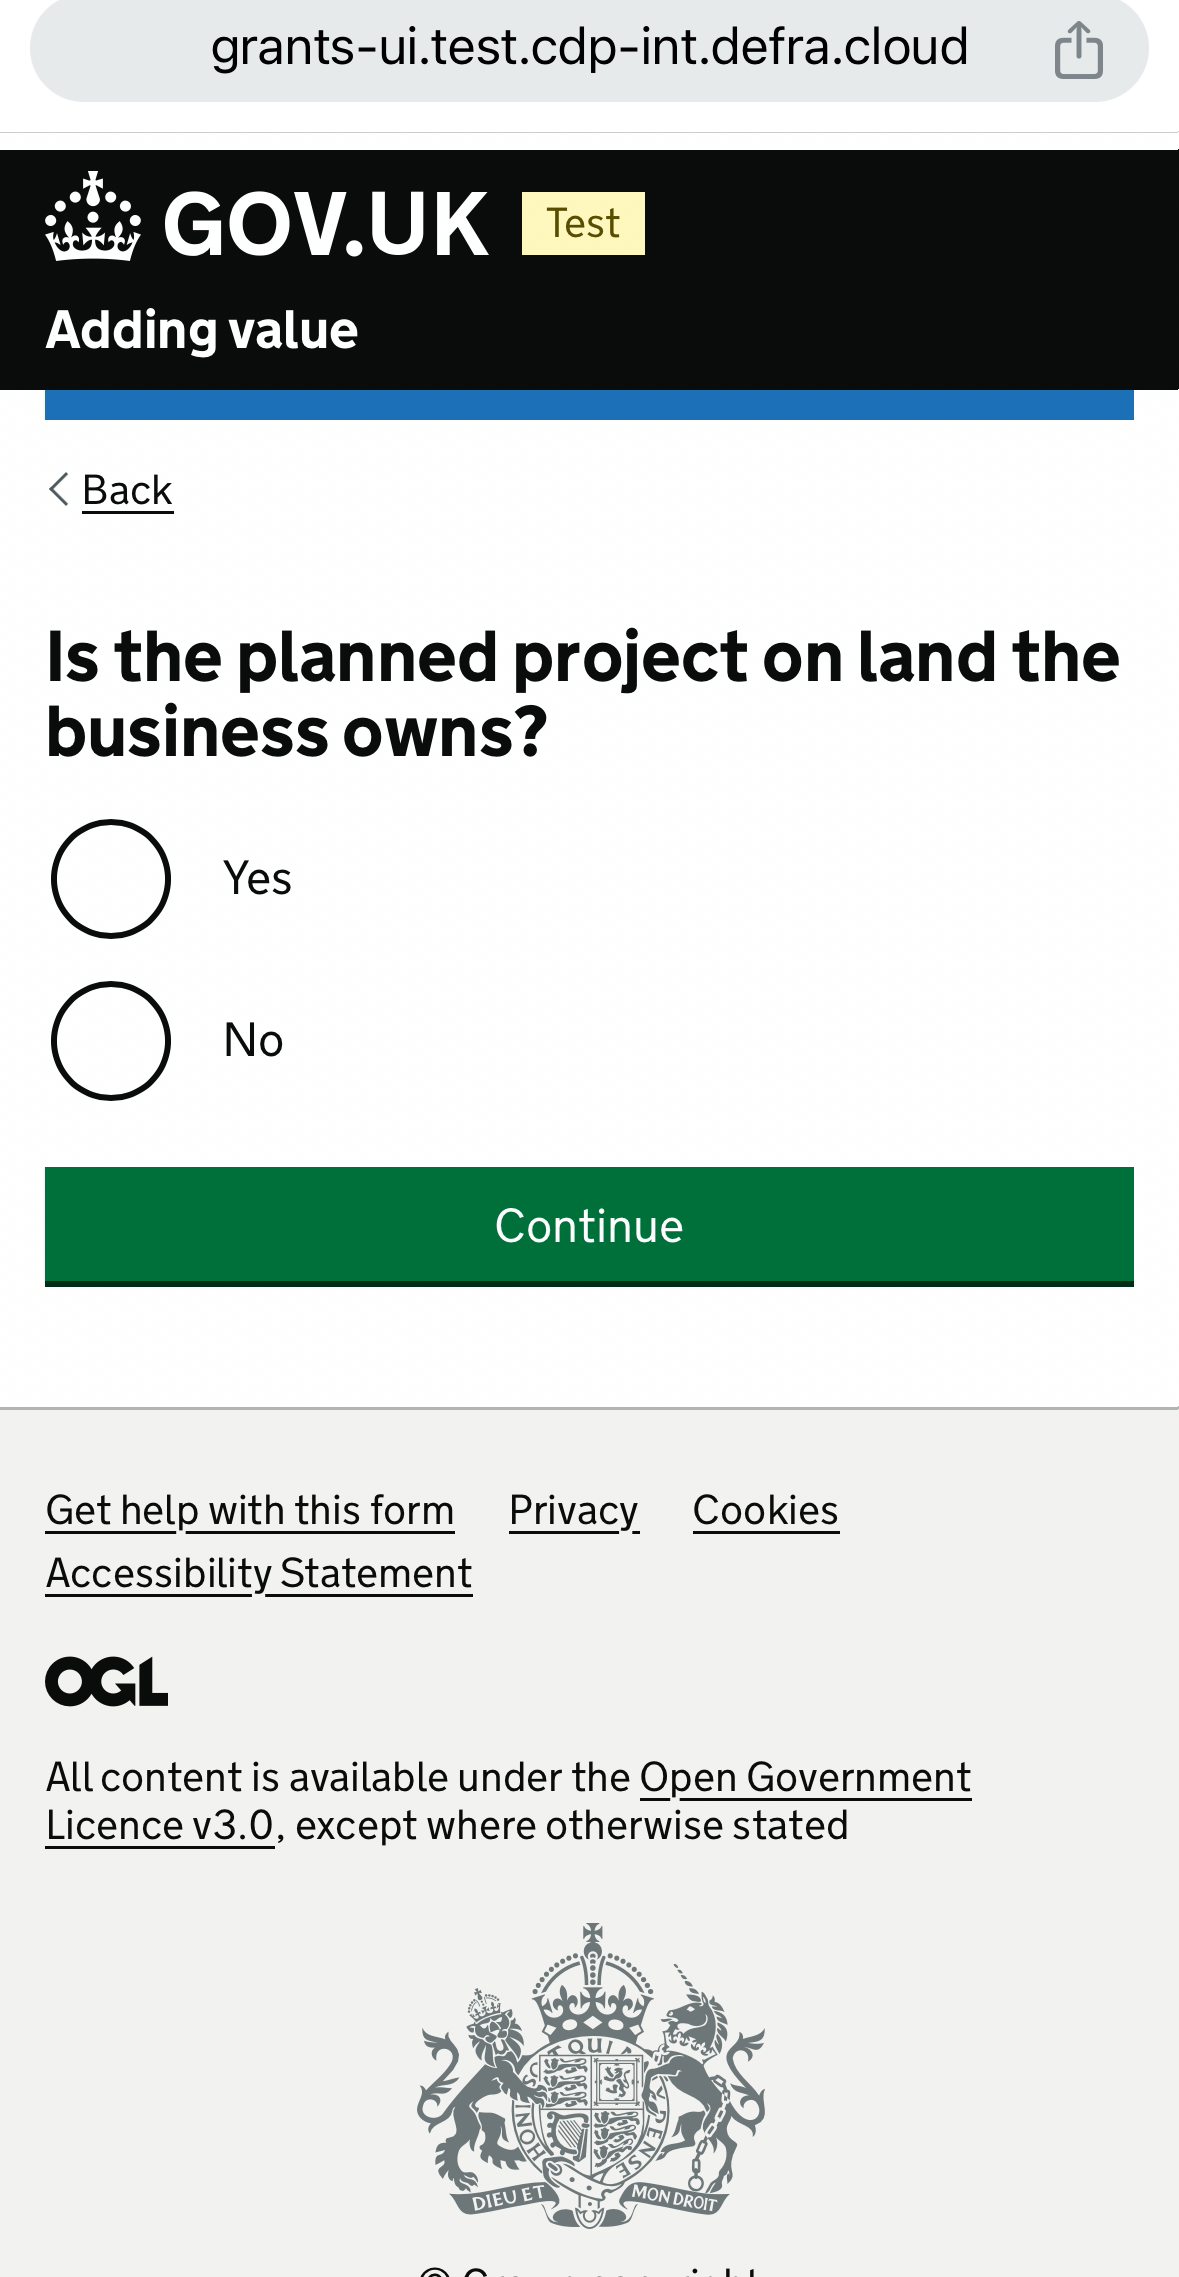 grants-ui.test.cdp-int.defra.cloud
GOV.UK Test
Adding value
Back
Is the planned project on land the
business owns?
Yes
No
Continue
Get help with this form Privacy Cookies
Accessibility Statement
OGL
All content is available under the Open Government
Licence v3.0, except where otherwise stated
DIEU ET MON DROIT